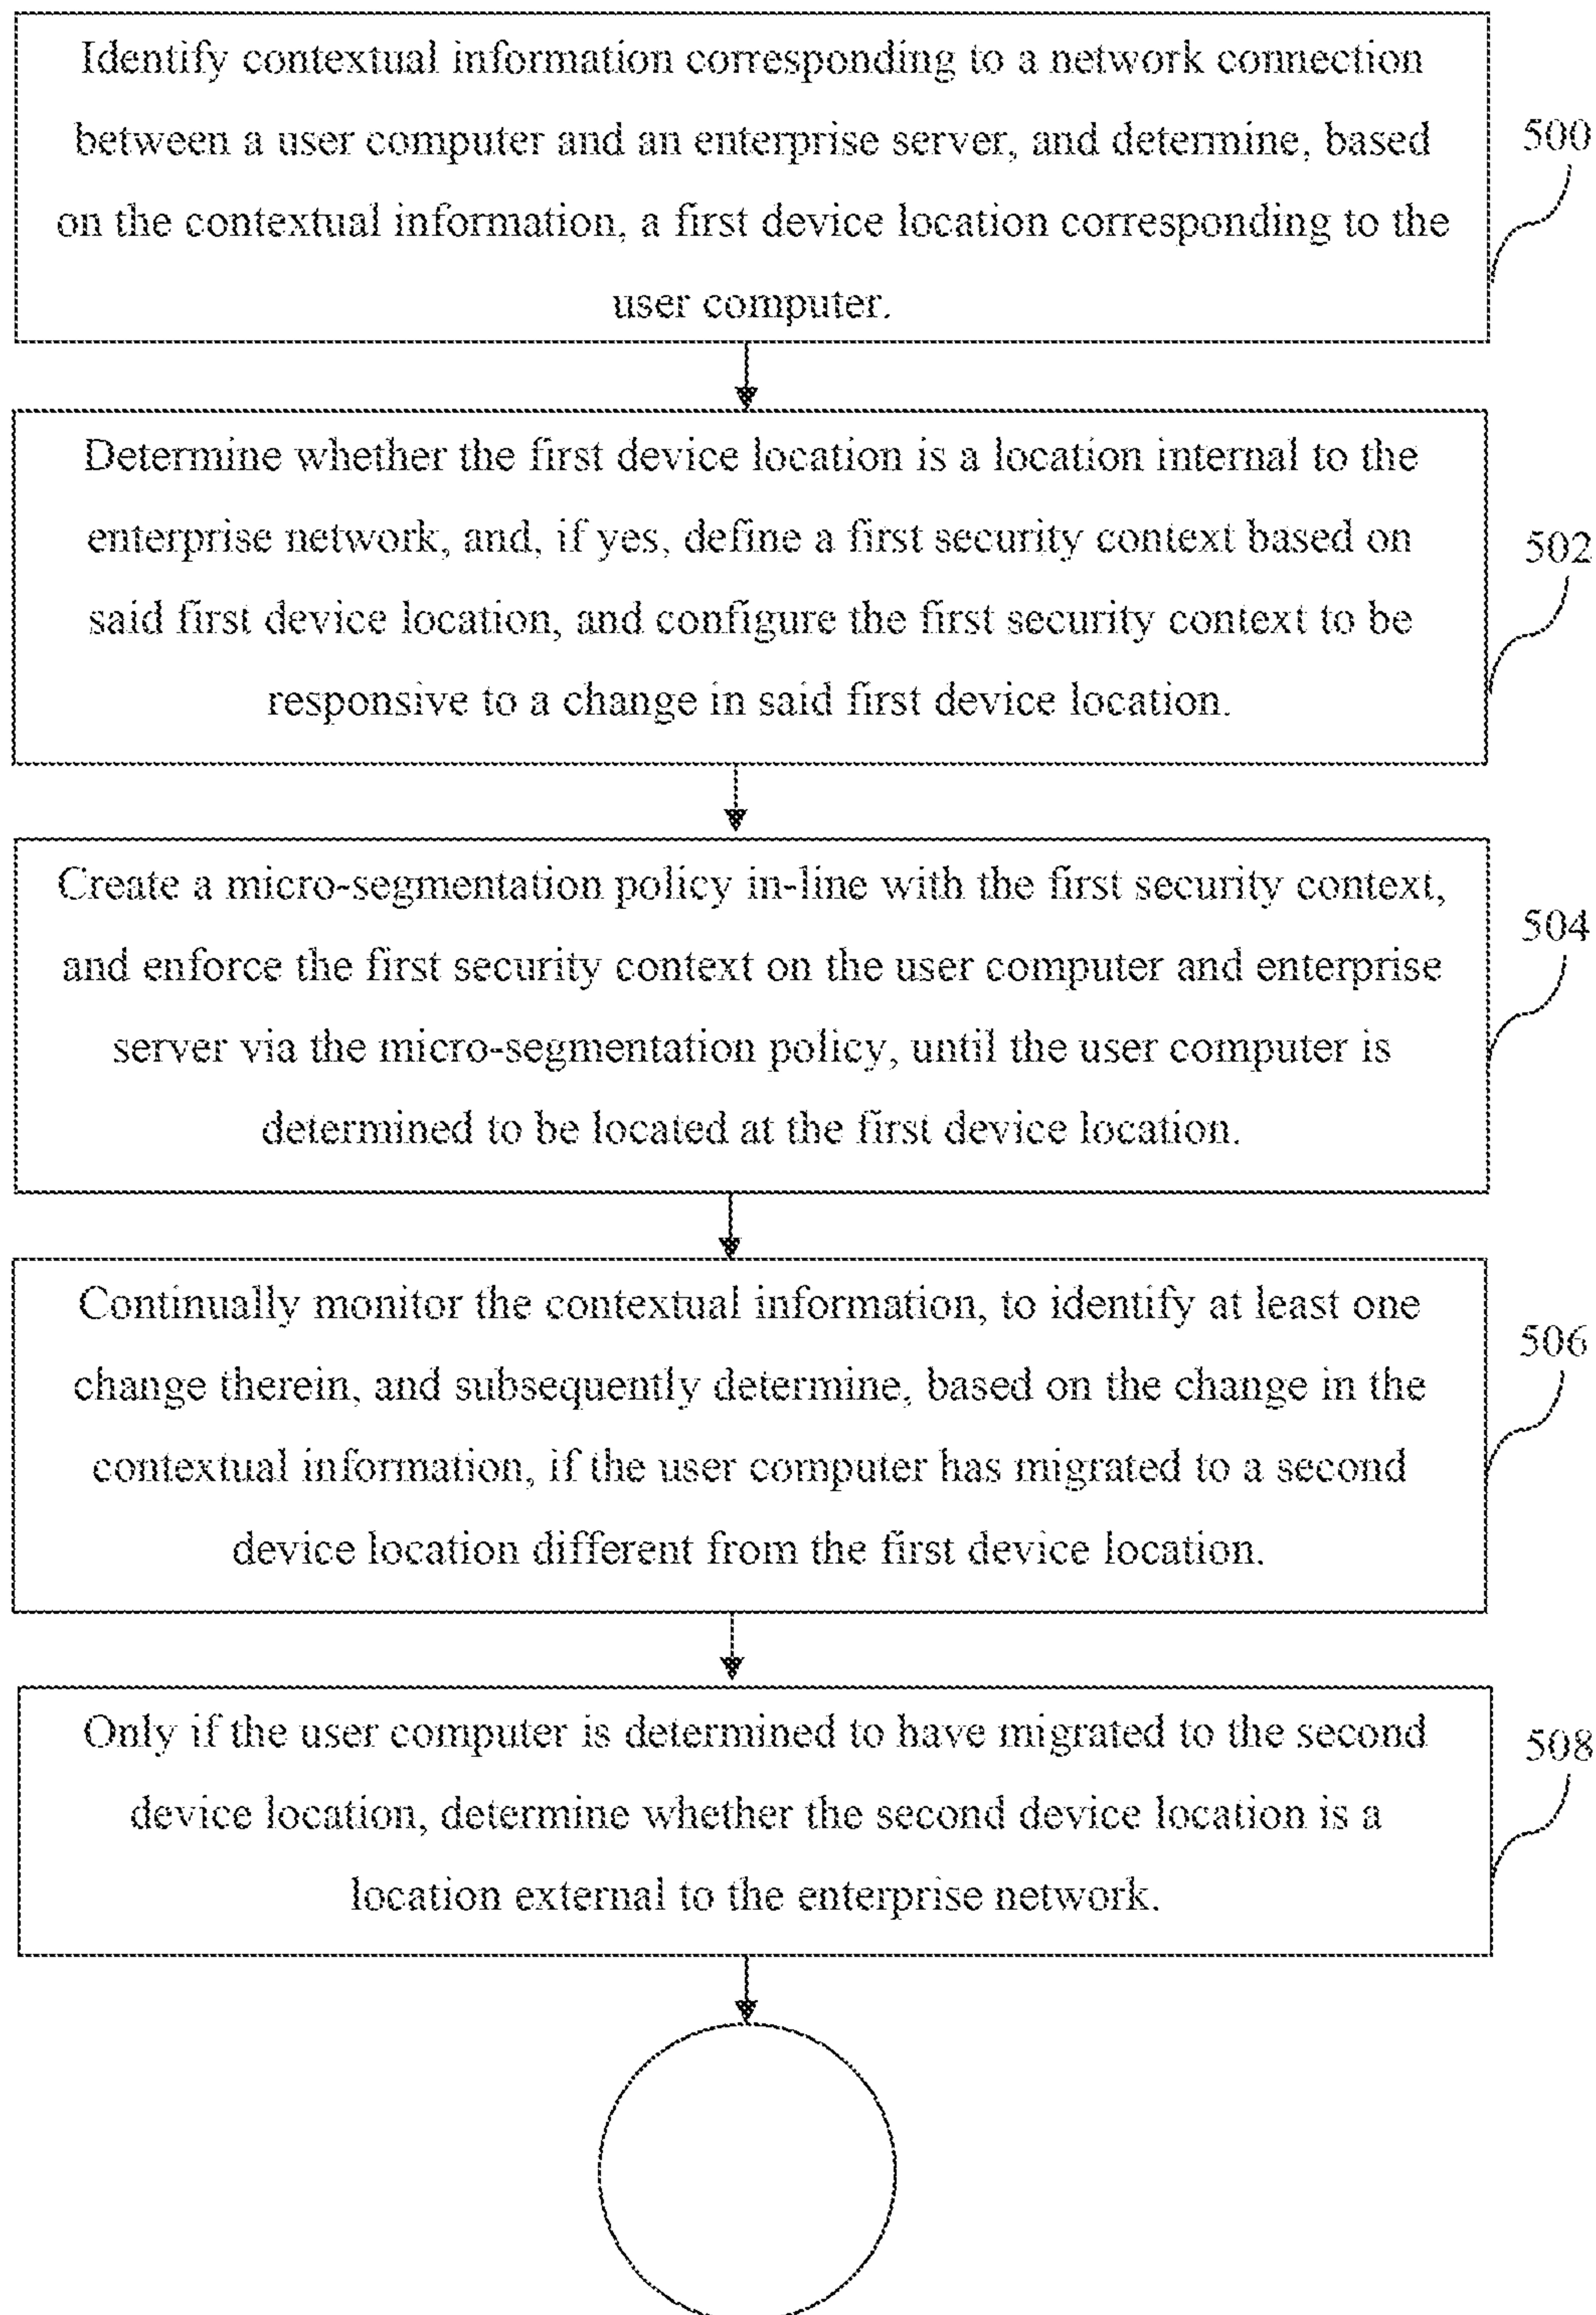 Identify contextual information corresponding to a network connection
between a user computer and an enterprise server, and determine, based
on the contextual information, a first device location corresponding to the
user computer.
500
Determine whether the first device location is a location internal to the
enterprise network, and, if yes, define a first security context based on
said first device location, and configure the first security context to be
responsive to a change in said first device location.
502
Create a micro-segmentation policy in-line with the first security context,
and enforce the first security context on the user computer and enterprise
server via the micro-segmentation policy, until the user computer is
determined to be located at the first device location.
504
Continually monitor the contextual information, to identify at least one
change therein, and subsequently determine, based on the change in the
contextual information, if the user computer has migrated to a second
device location different from the first device location.
506
Only if the user computer is determined to have migrated to the second
device location, determine whether the second device location is a
location external to the enterprise network.
508